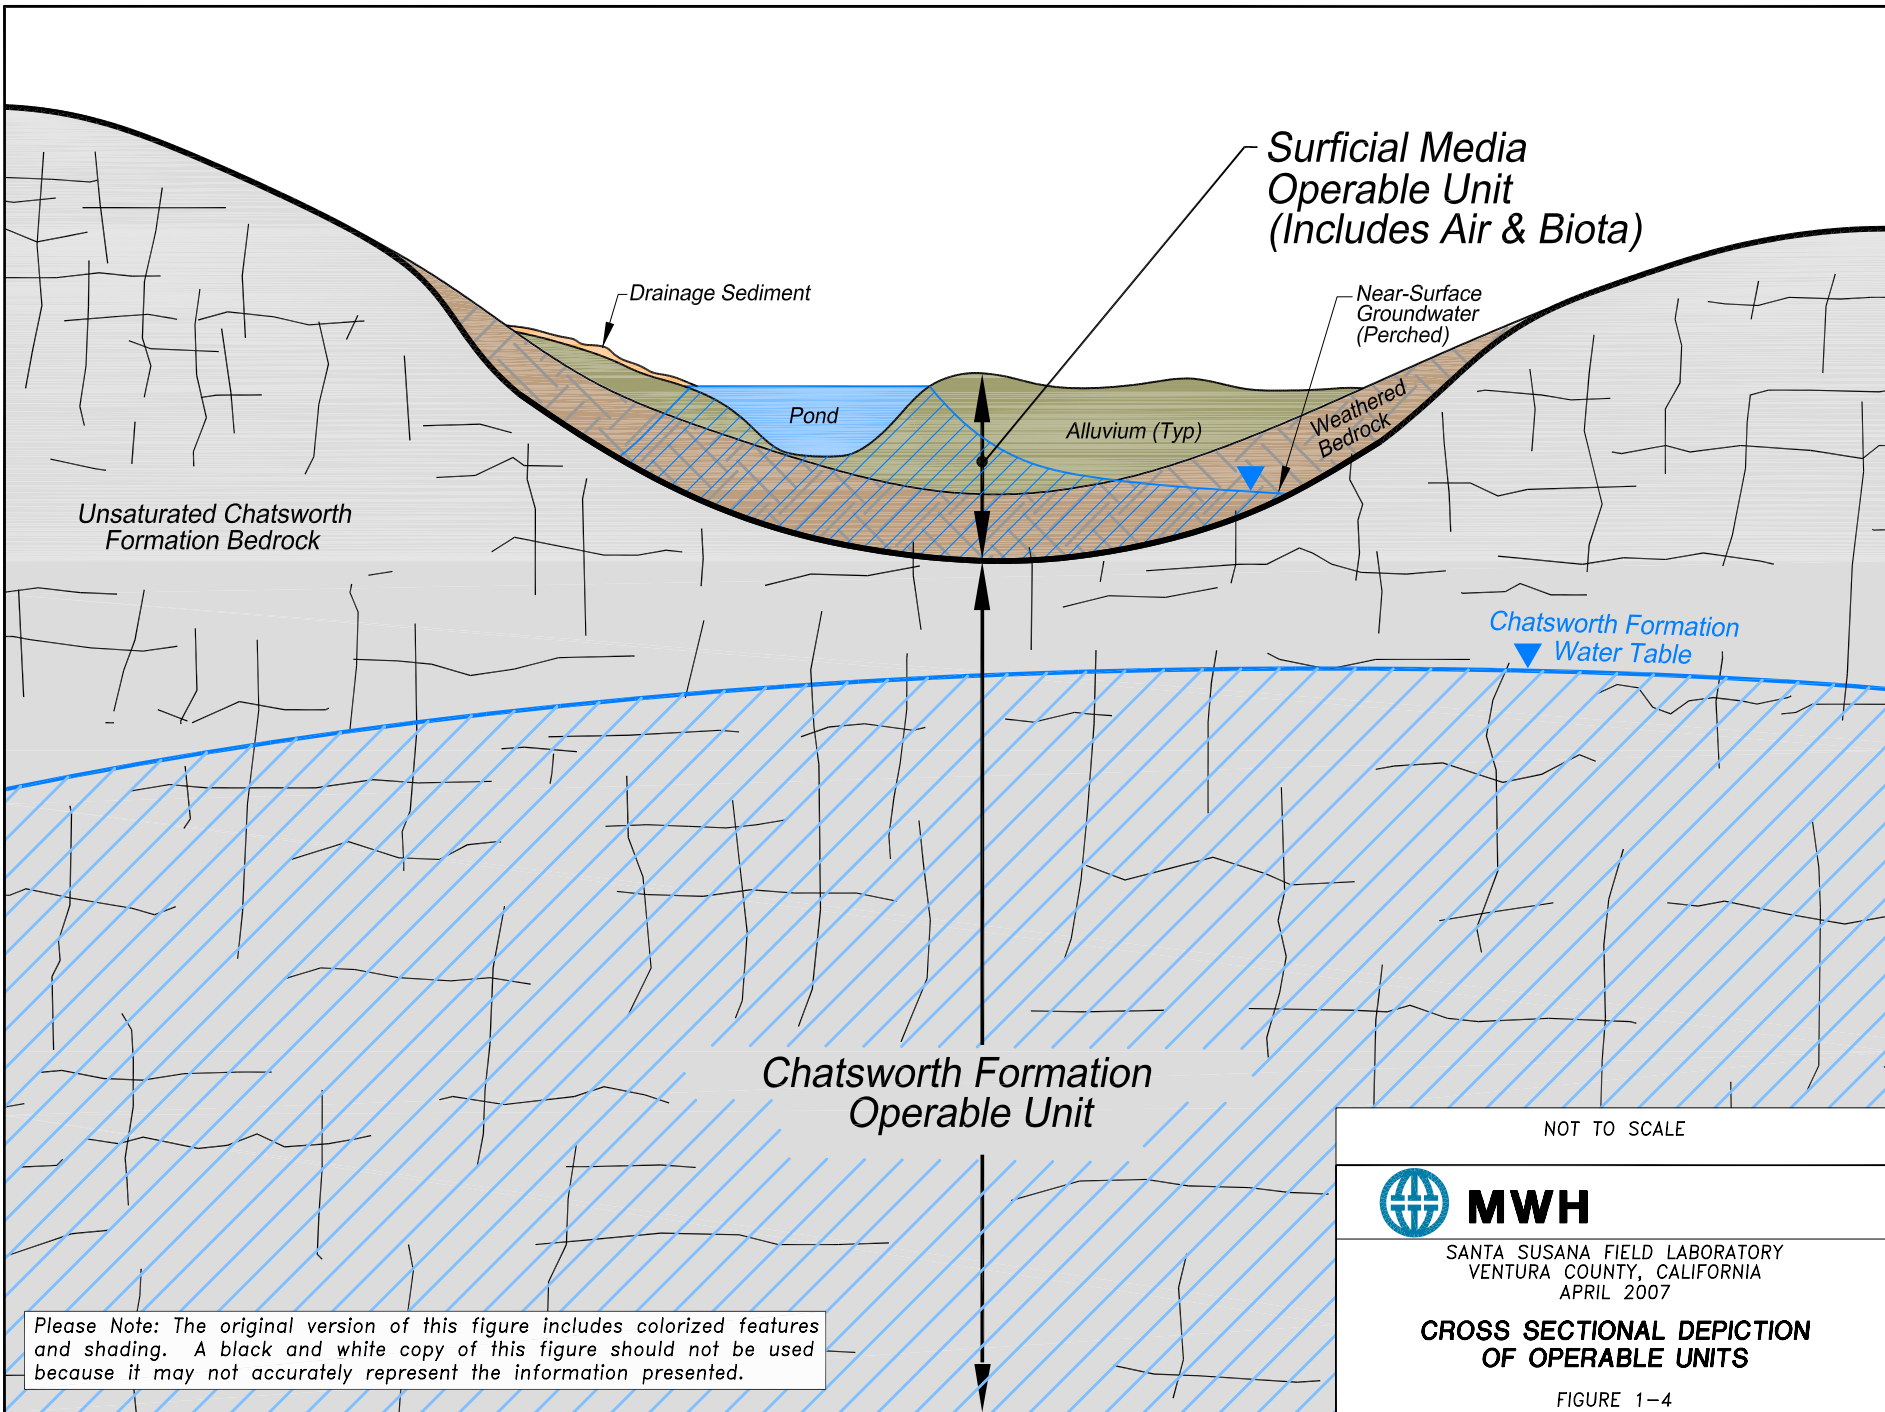 Surficial Media
Operable Unit
(Includes Air & Biota)
Drainage Sediment
Near-Surface
Groundwater
(Perched)
Pond
Alluvium (Typ)
Weathered
Bedrock
Unsaturated Chatsworth
Formation Bedrock
Chatsworth Formation
Water Table
Chatsworth Formation
Operable Unit
NOT TO SCALE
MWH
SANTA SUSANA FIELD LABORATORY
VENTURA COUNTY, CALIFORNIA
APRIL 2007
CROSS SECTIONAL DEPICTION
OF OPERABLE UNITS
FIGURE 1-4
Please Note: The original version of this figure includes colorized features
and shading. A black and white copy of this figure should not be used
because it may not accurately represent the information presented.